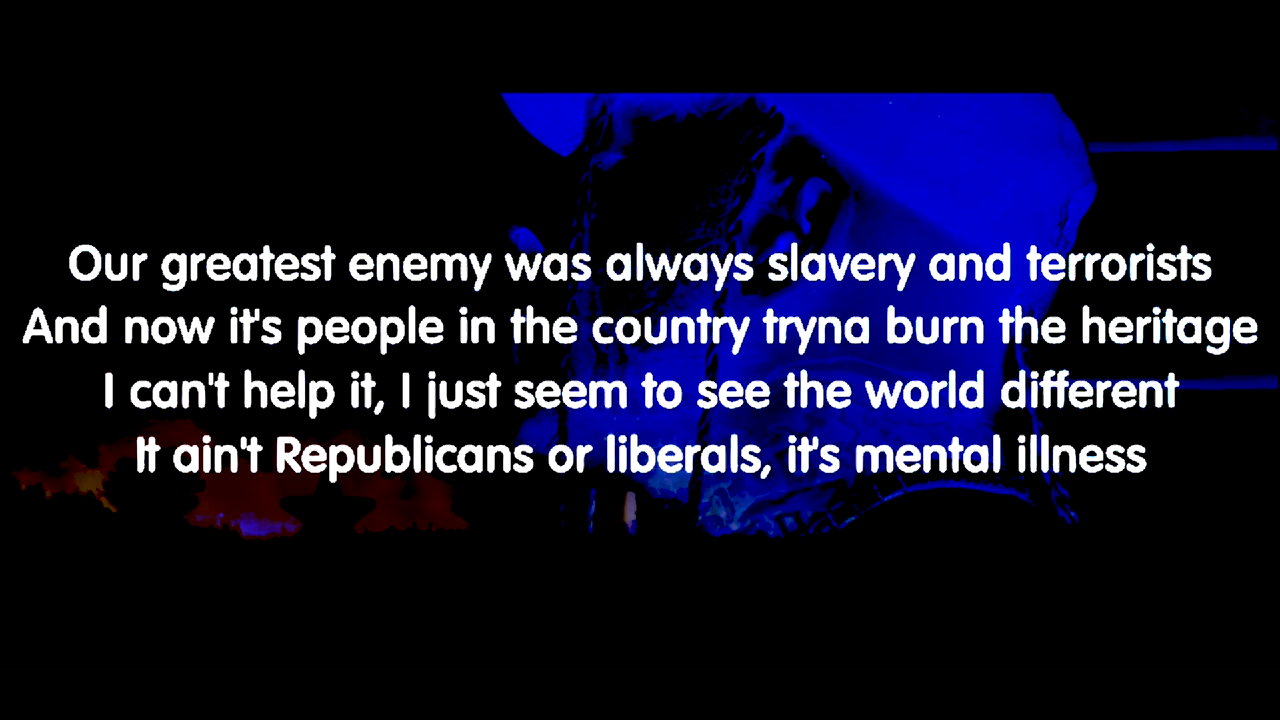 Our greatest enemy was always slavery and terrorists
And now it's people in the country tryna burn the heritage
I can't help it, I just seem to see the world different
It ain't Republicans or liberals, it's mental illness